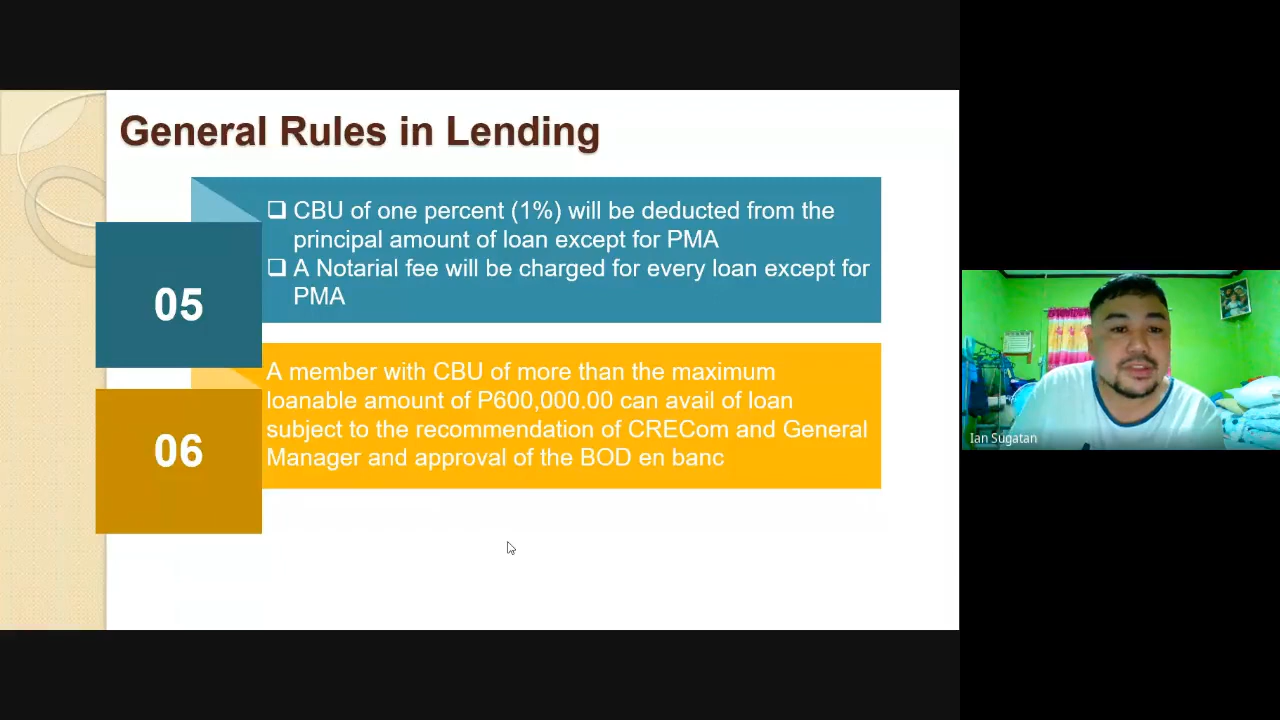 General Rules in Lending
05
❑ CBU of one percent (1%) will be deducted from the
principal amount of loan except for PMA
❑ A Notarial fee will be charged for every loan except for
PMA
06
A member with CBU of more than the maximum
loanable amount of P600,000.00 can avail of loan
subject to the recommendation of CRECom and General
Manager and approval of the BOD en banc
Ian Sugatan